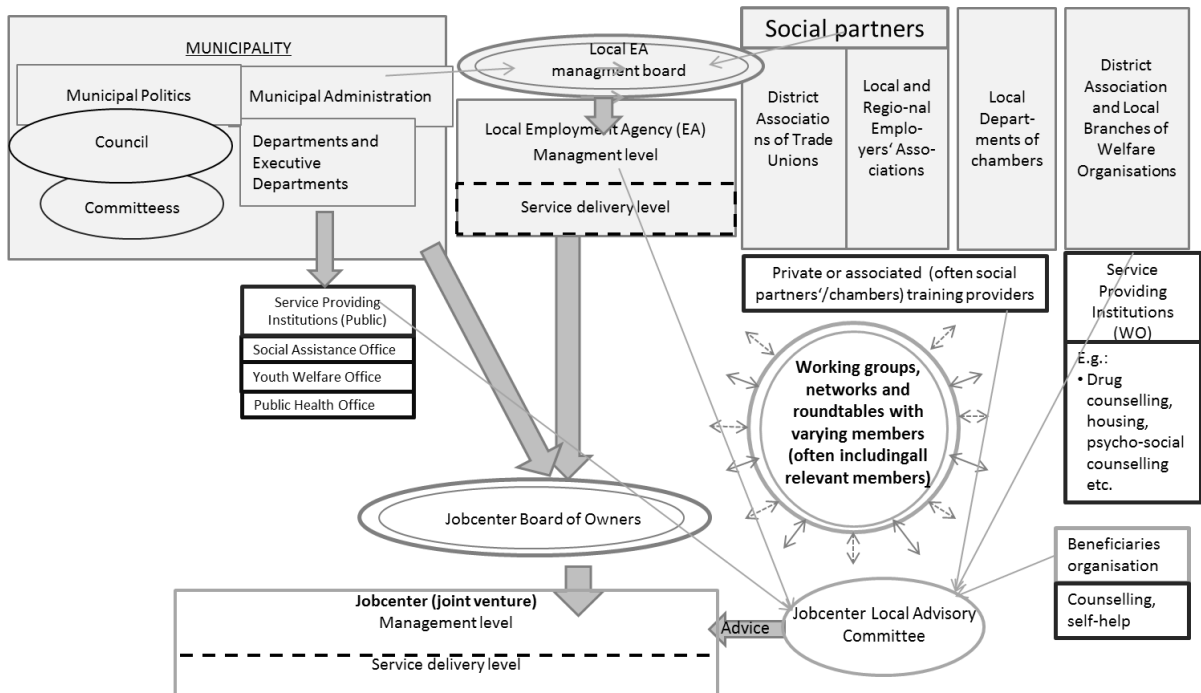 MUNICIPALITY
Municipal Politics
Council
Committeess
Municipal Administration
Departments and
Executive
Departments
Service Providing
Institutions (Public)
Social Assistance Office
Youth Welfare Office
Public Health Office
Local EA
managment board
Local Employment Agency (EA)
Managment level
Service delivery level
Social partners
District
Associatio
ns of Trade
Unions
Local and
Regio-nal
Emplo-
yers‘ Asso-
ciations
Local
Depart-
ments of
chambers
District
Association
and Local
Branches of
Welfare
Organisations
Private or associated (often social
partners‘/chambers) training providers
Service
Providing
Institutions
(WO)
E.g.:
• Drug
counselling,
housing,
psycho-social
counselling
etc.
Working groups,
networks and
roundtables with
varying members
(often includingall
relevant members)
Jobcenter Board of Owners
Beneficiaries
organisation
Counselling,
self-help
Jobcenter (joint venture)
Management level
Service delivery level
Advice
Jobcenter Local Advisory
Committee